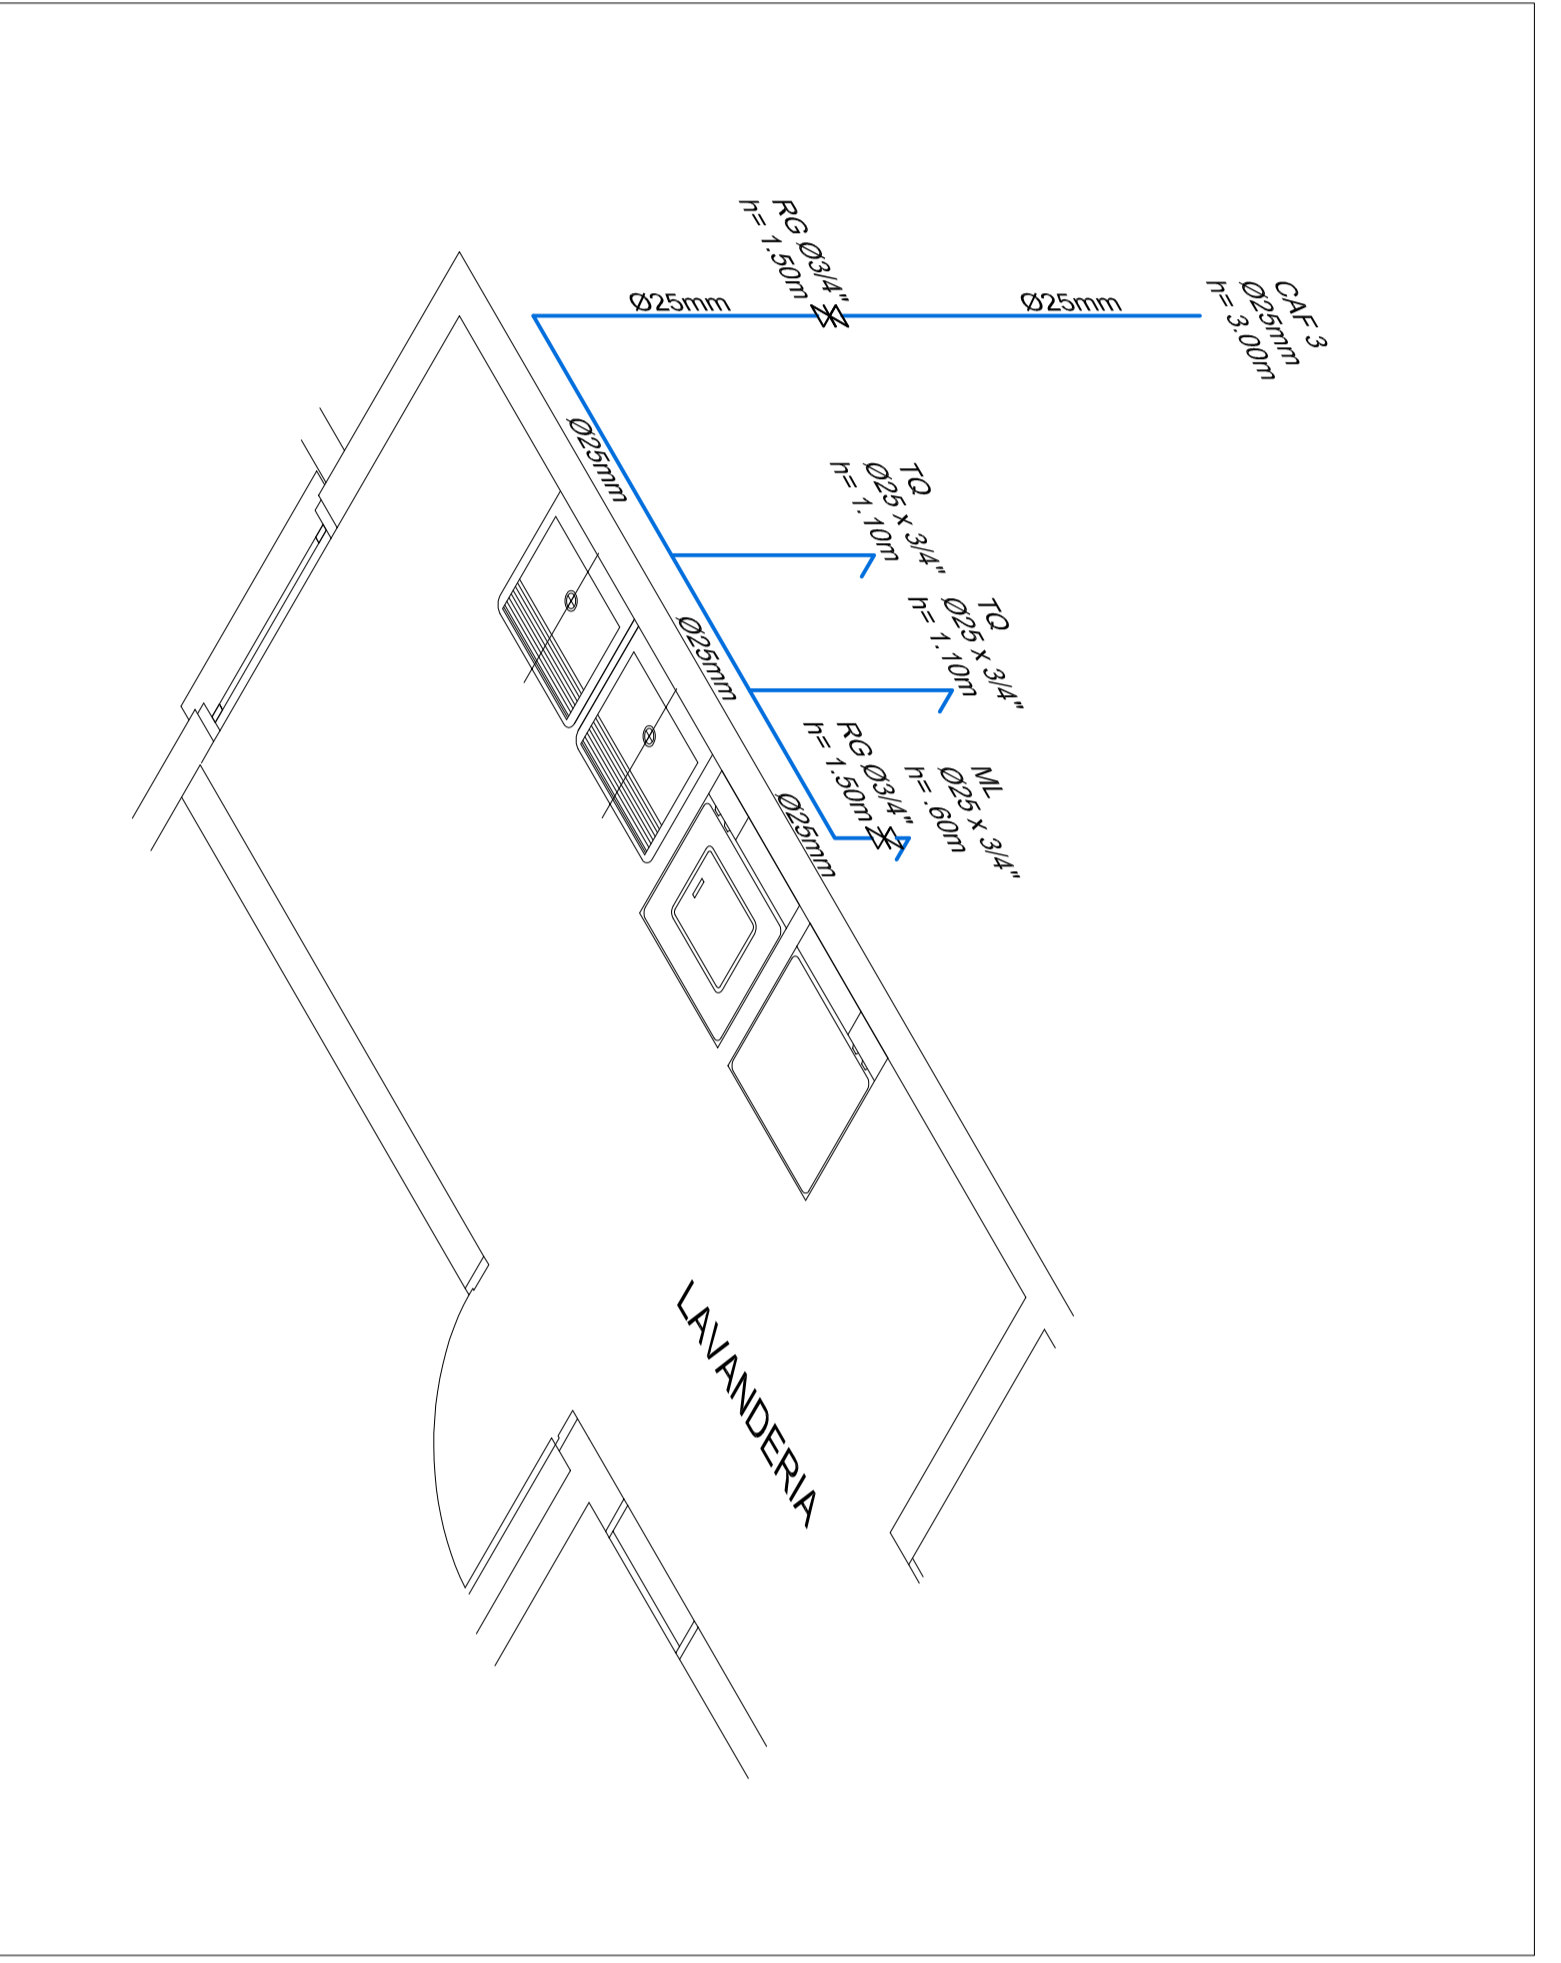 CAF 3
Ø25mm
h= 3.00m
Ø25mm
RG Ø3/4"
h= 1.50m
Ø25mm
Ø25mm
TQ
Ø25 x 3/4"
h= 1.10m
Ø25mm
TQ
Ø25 x 3/4"
h= 1.10m
Ø25mm
ML
Ø25 x 3/4"
h= .60m
RG Ø3/4"
h= 1.50m
LAVANDERIA